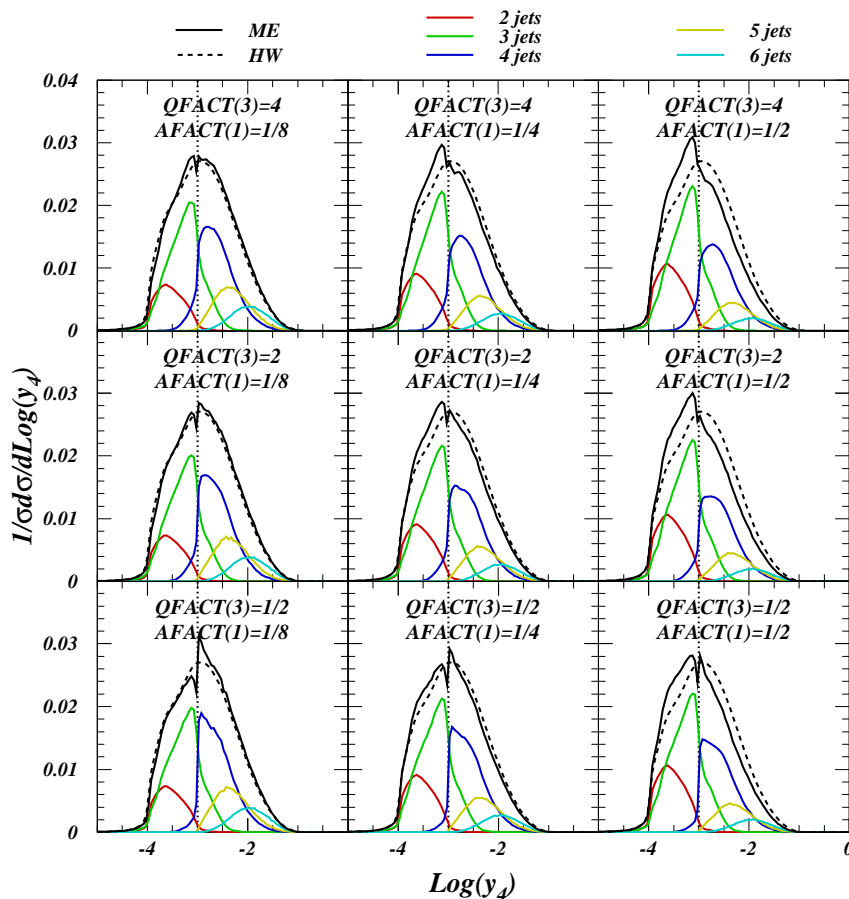 ME
HW
2 jets
3 jets
4 jets
5 jets
6 jets
0.04
0.03
0.02
0.01
0
QFACT(3)=4
AFACT(1)=1/8
QFACT(3)=4
AFACT(1)=1/4
QFACT(3)=4
AFACT(1)=1/2
0.03
0.02
0.01
0
QFACT(3)=2
AFACT(1)=1/8
QFACT(3)=2
AFACT(1)=1/4
QFACT(3)=2
AFACT(1)=1/2
0.03
0.02
0.01
0
QFACT(3)=1/2
AFACT(1)=1/8
QFACT(3)=1/2
AFACT(1)=1/4
QFACT(3)=1/2
AFACT(1)=1/2
-4 -2 -4 -2 -4 -2 0
1/σdσ/dLog(y₄)
Log(y₄)